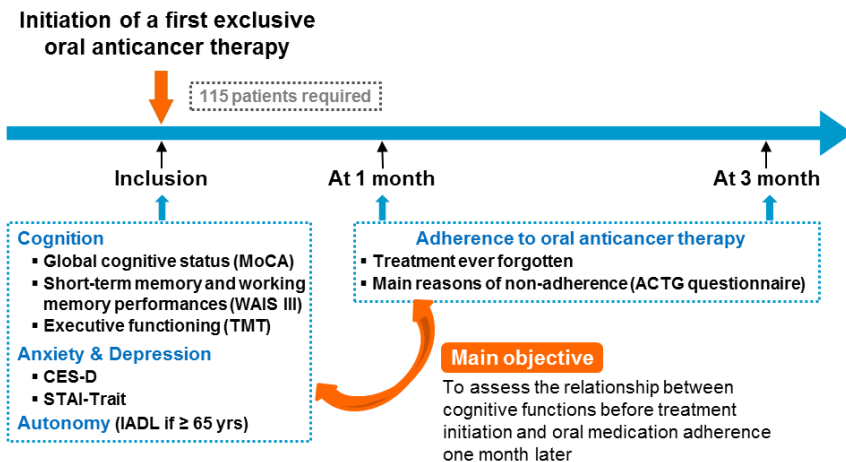 Initiation of a first exclusive
oral anticancer therapy
115 patients required
Inclusion
At 1 month
At 3 month
Cognition
▪ Global cognitive status (MoCA)
▪ Short-term memory and working
memory performances (WAIS III)
▪ Executive functioning (TMT)
Anxiety & Depression
▪ CES-D
▪ STAI-Trait
Autonomy (IADL if ≥ 65 yrs)
Adherence to oral anticancer therapy
▪ Treatment ever forgotten
▪ Main reasons of non-adherence (ACTG questionnaire)
Main objective
To assess the relationship between
cognitive functions before treatment
initiation and oral medication adherence
one month later